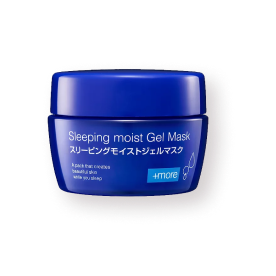 Sleeping moist Gel Mask
スリーピングモイストジェルマスク
+more
A pack that creates
beautiful skin
while you sleep